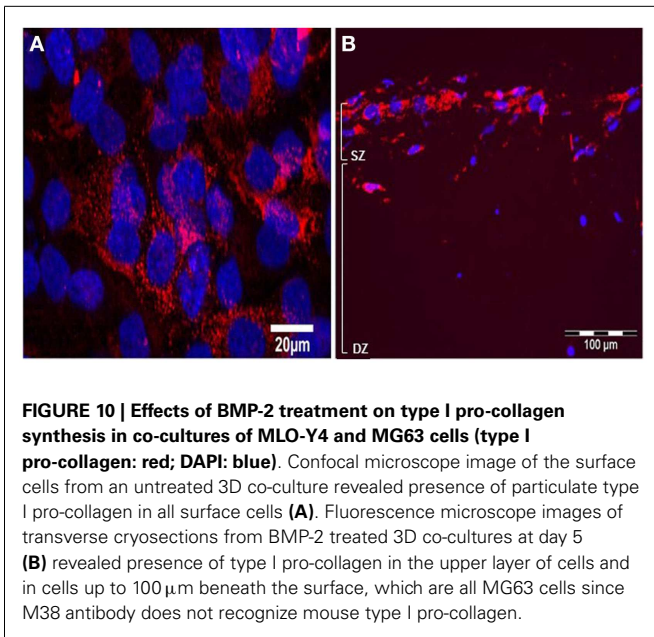 A
B
SZ
DZ
20µm
100 µm
FIGURE 10 | Effects of BMP-2 treatment on type I pro-collagen
synthesis in co-cultures of MLO-Y4 and MG63 cells (type I
pro-collagen: red; DAPI: blue). Confocal microscope image of the surface
cells from an untreated 3D co-culture revealed presence of particulate type
I pro-collagen in all surface cells (A). Fluorescence microscope images of
transverse cryosections from BMP-2 treated 3D co-cultures at day 5
(B) revealed presence of type I pro-collagen in the upper layer of cells and
in cells up to 100 µm beneath the surface, which are all MG63 cells since
M38 antibody does not recognize mouse type I pro-collagen.